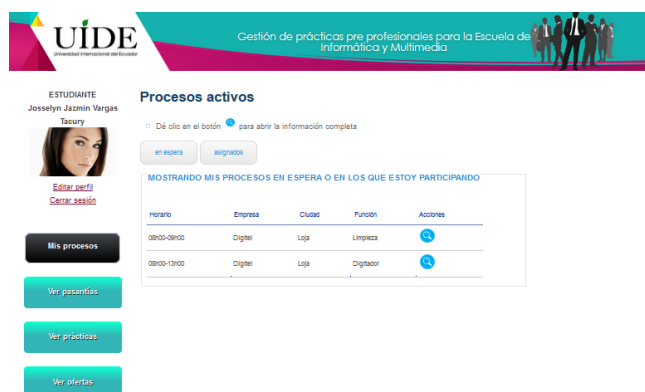 UIDE
Universidad Internacional del Ecuador
Gestión de prácticas pre profesionales para la Escuela de
Informática y Multimedia
ESTUDIANTE
Josselyn Jazmin Vargas
Tacury
Editar perfil
Cerrar sesión
Mis procesos
Ver pasantías
Ver prácticas
Ver ofertas
Procesos activos
Dé clic en el botón para abrir la información completa
en espera asignados
MOSTRANDO MIS PROCESOS EN ESPERA O EN LOS QUE ESTOY PARTICIPANDO
Horario Empresa Ciudad Función Acciones
08h00-09h00 Digitel Loja Limpieza
08h00-13h00 Digitel Loja Digitador